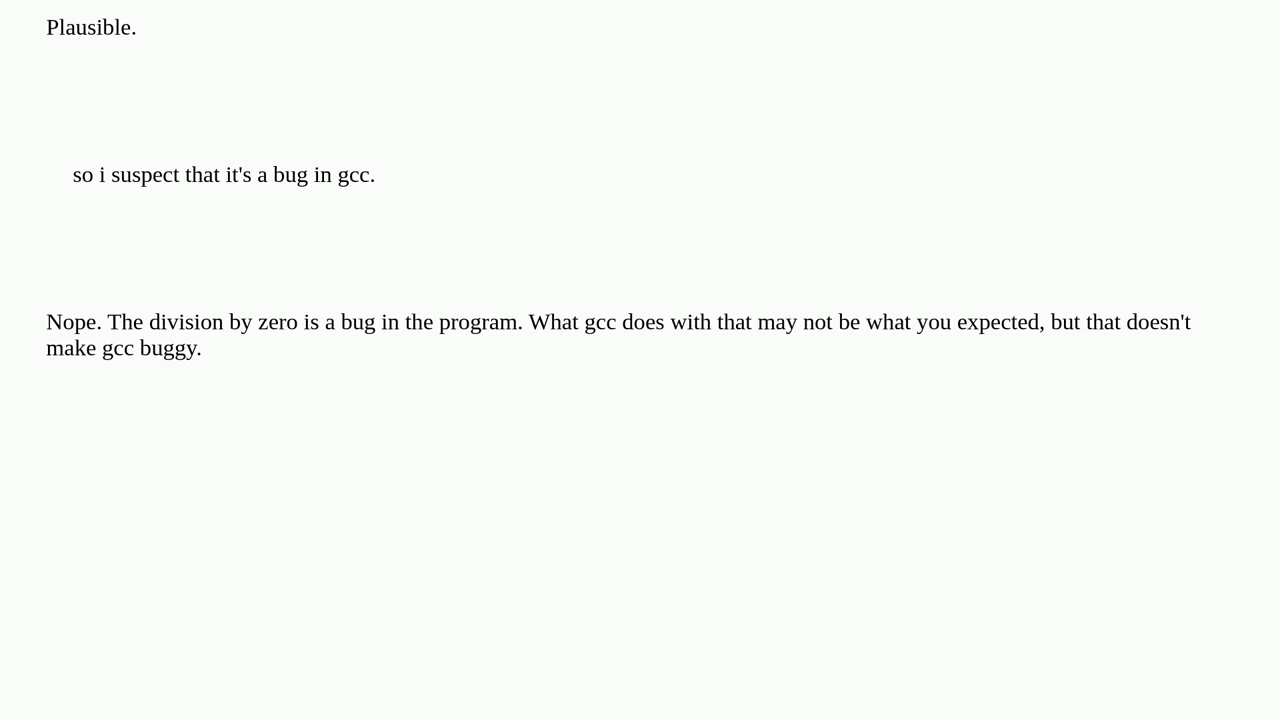 Plausible.
so i suspect that it's a bug in gcc.
Nope. The division by zero is a bug in the program. What gcc does with that may not be what you expected, but that doesn't
make gcc buggy.